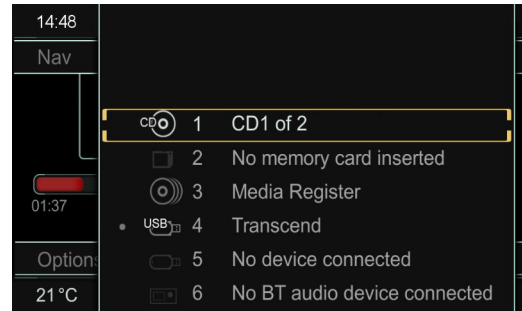 14:48
Nav
CD 1 CD1 of 2
2 No memory card inserted
3 Media Register
01:37
USB 4 Transcend
Options 5 No device connected
21 °C
6 No BT audio device connected